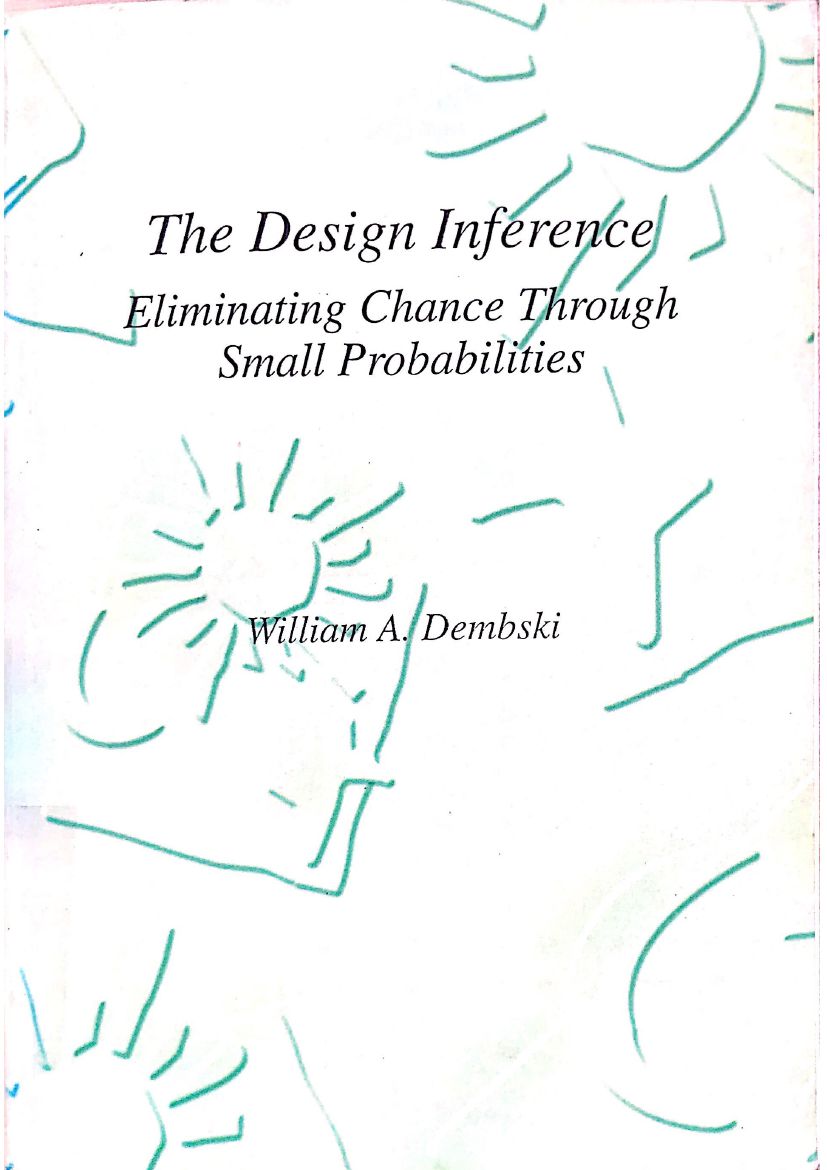 The Design Inference
Eliminating Chance Through
Small Probabilities
William A. Dembski